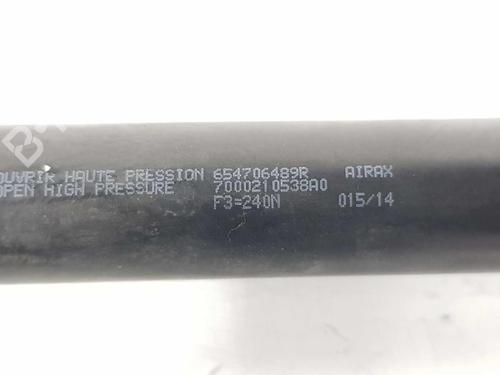 OUVRIR HAUTE PRESSION 654706489R AIRAX
OPEN HIGH PRESSURE 7000210538A0
F3=240N 015/14